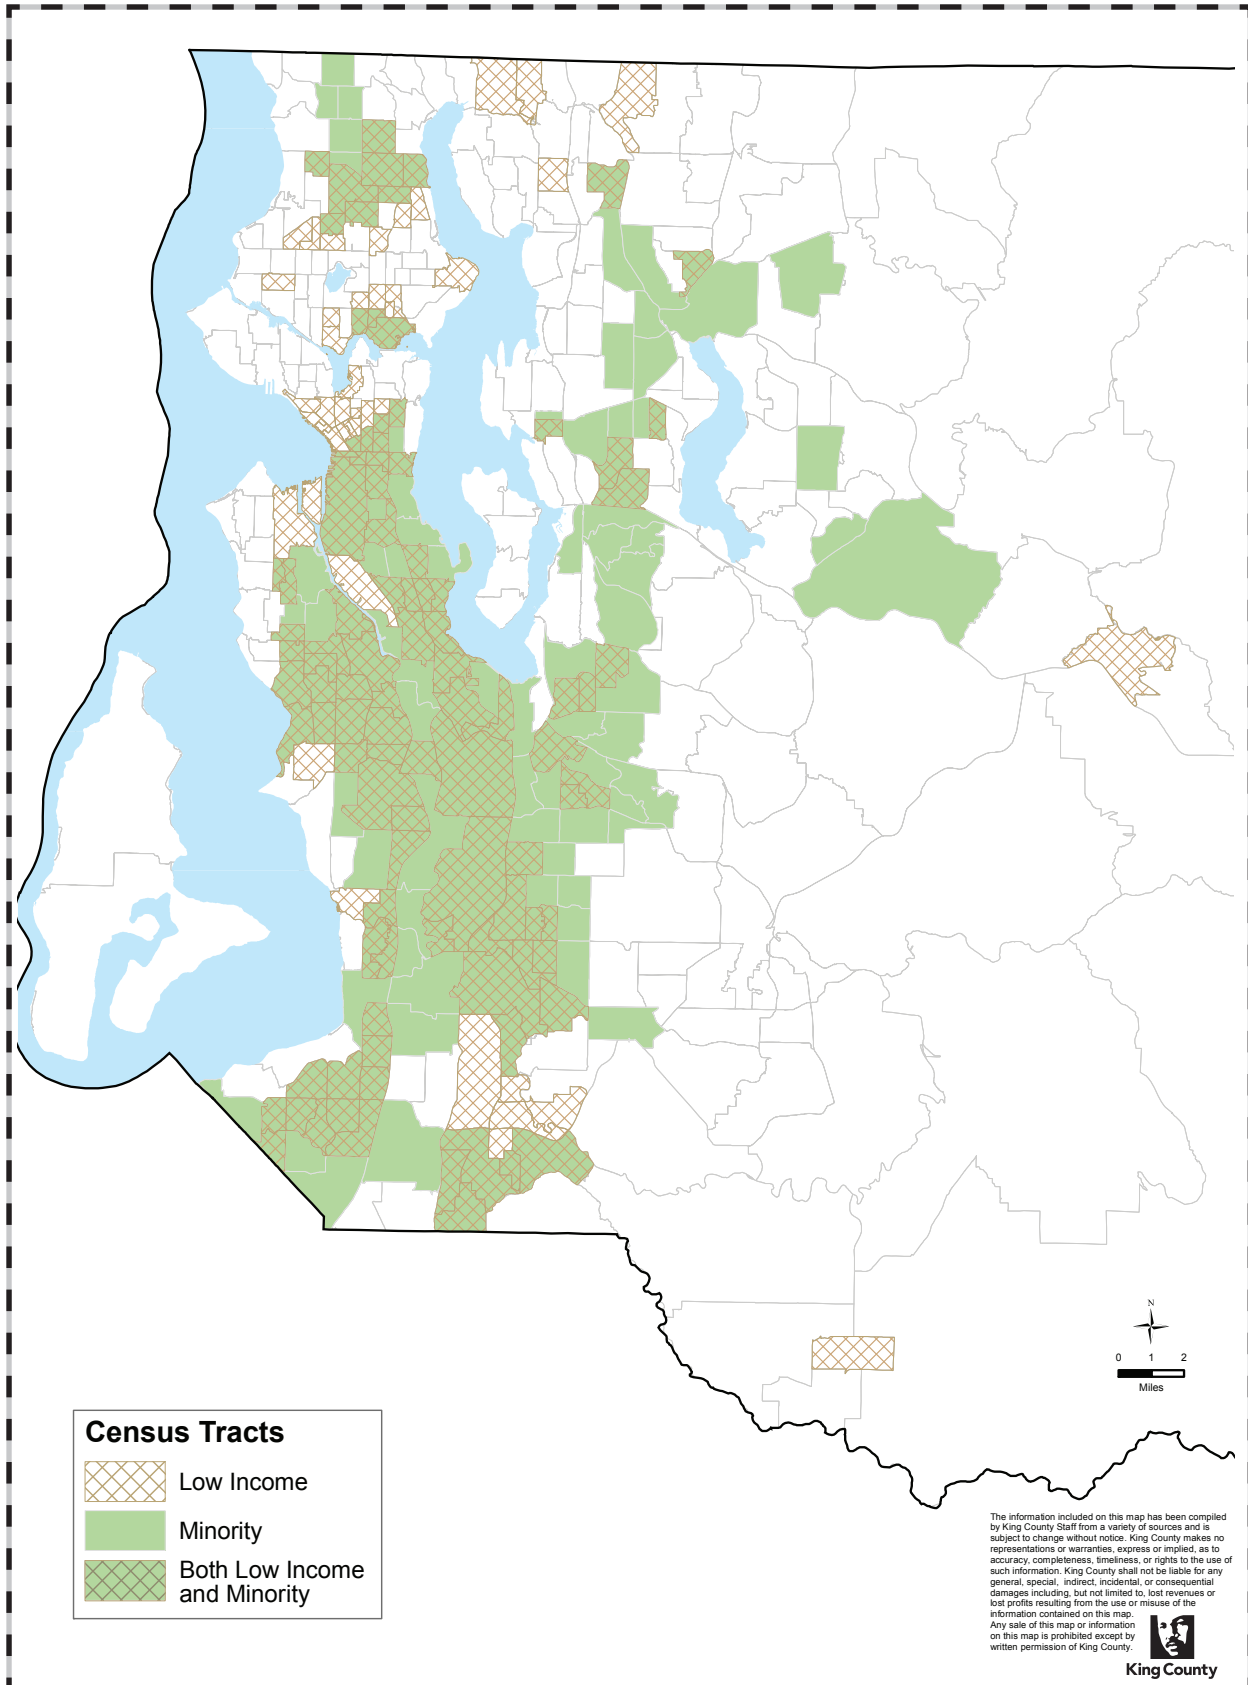 N
0 1 2
Miles
Census Tracts
Low Income
Minority
Both Low Income
and Minority
The information included on this map has been compiled
by King County Staff from a variety of sources and is
subject to change without notice. King County makes no
representations or warranties, express or implied, as to
accuracy, completeness, timeliness, or rights to the use of
such information. King County shall not be liable for any
general, special, indirect, incidental, or consequential
damages including, but not limited to, lost revenues or
lost profits resulting from the use or misuse of the
information contained on this map.
Any sale of this map or information
on this map is prohibited except by
written permission of King County.
King County